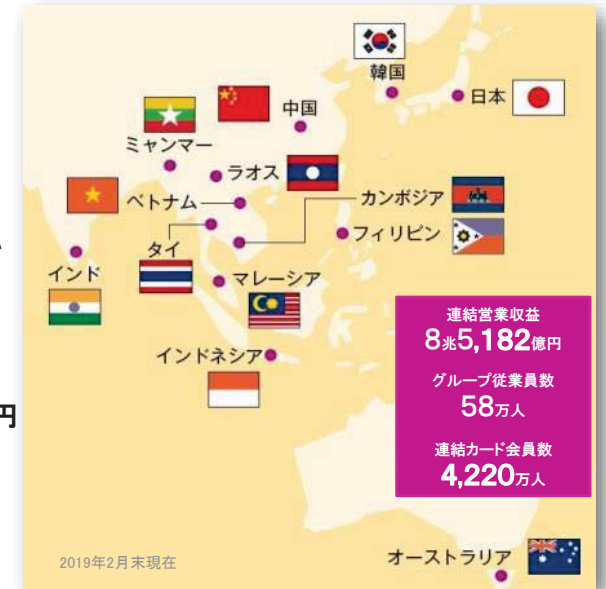 韓国
日本
中国
ミャンマー
ラオス
ベトナム
カンボジア
フィリピン
タイ
インド
マレーシア
インドネシア
連結営業収益
8兆5,182億円
グループ従業員数
58万人
連結カード会員数
4,220万人
円
2019年2月末現在
オーストラリア